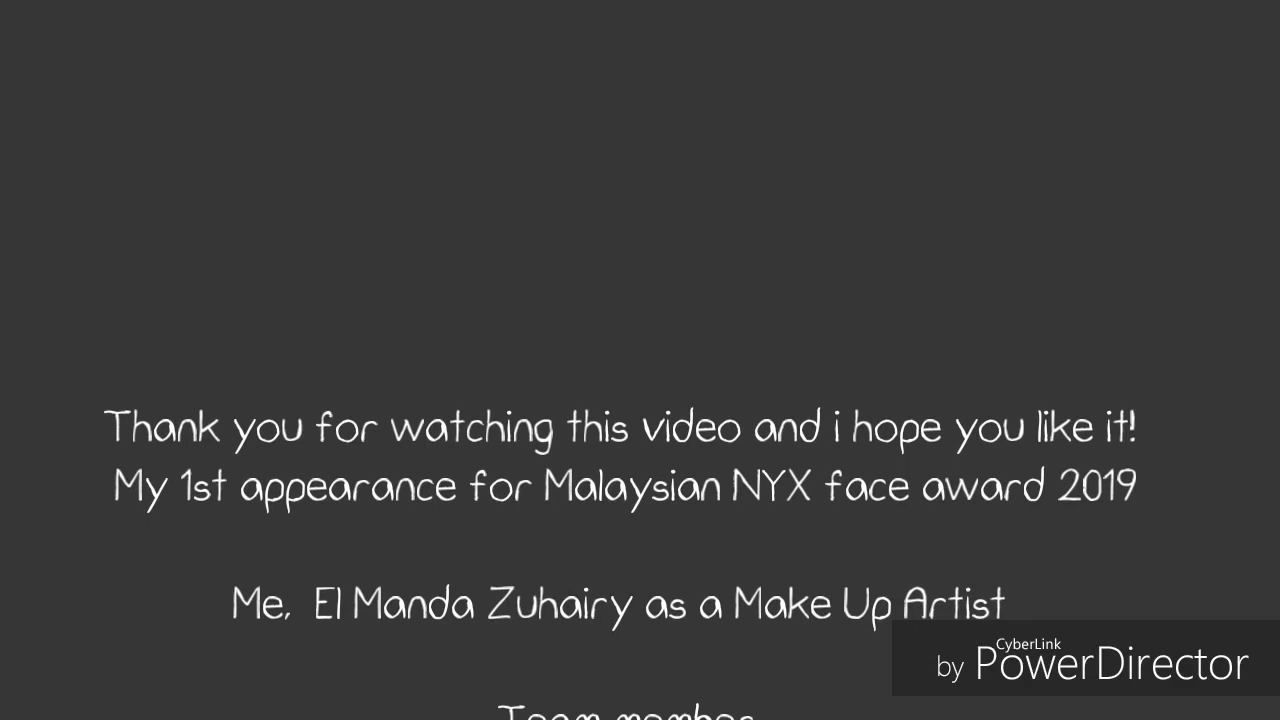 Thank you for watching this video and i hope you like it!
My 1st appearance for Malaysian NYX face award 2019
Me, El Manda Zuhairy as a Make Up Artist
CyberLink
by PowerDirector
Team